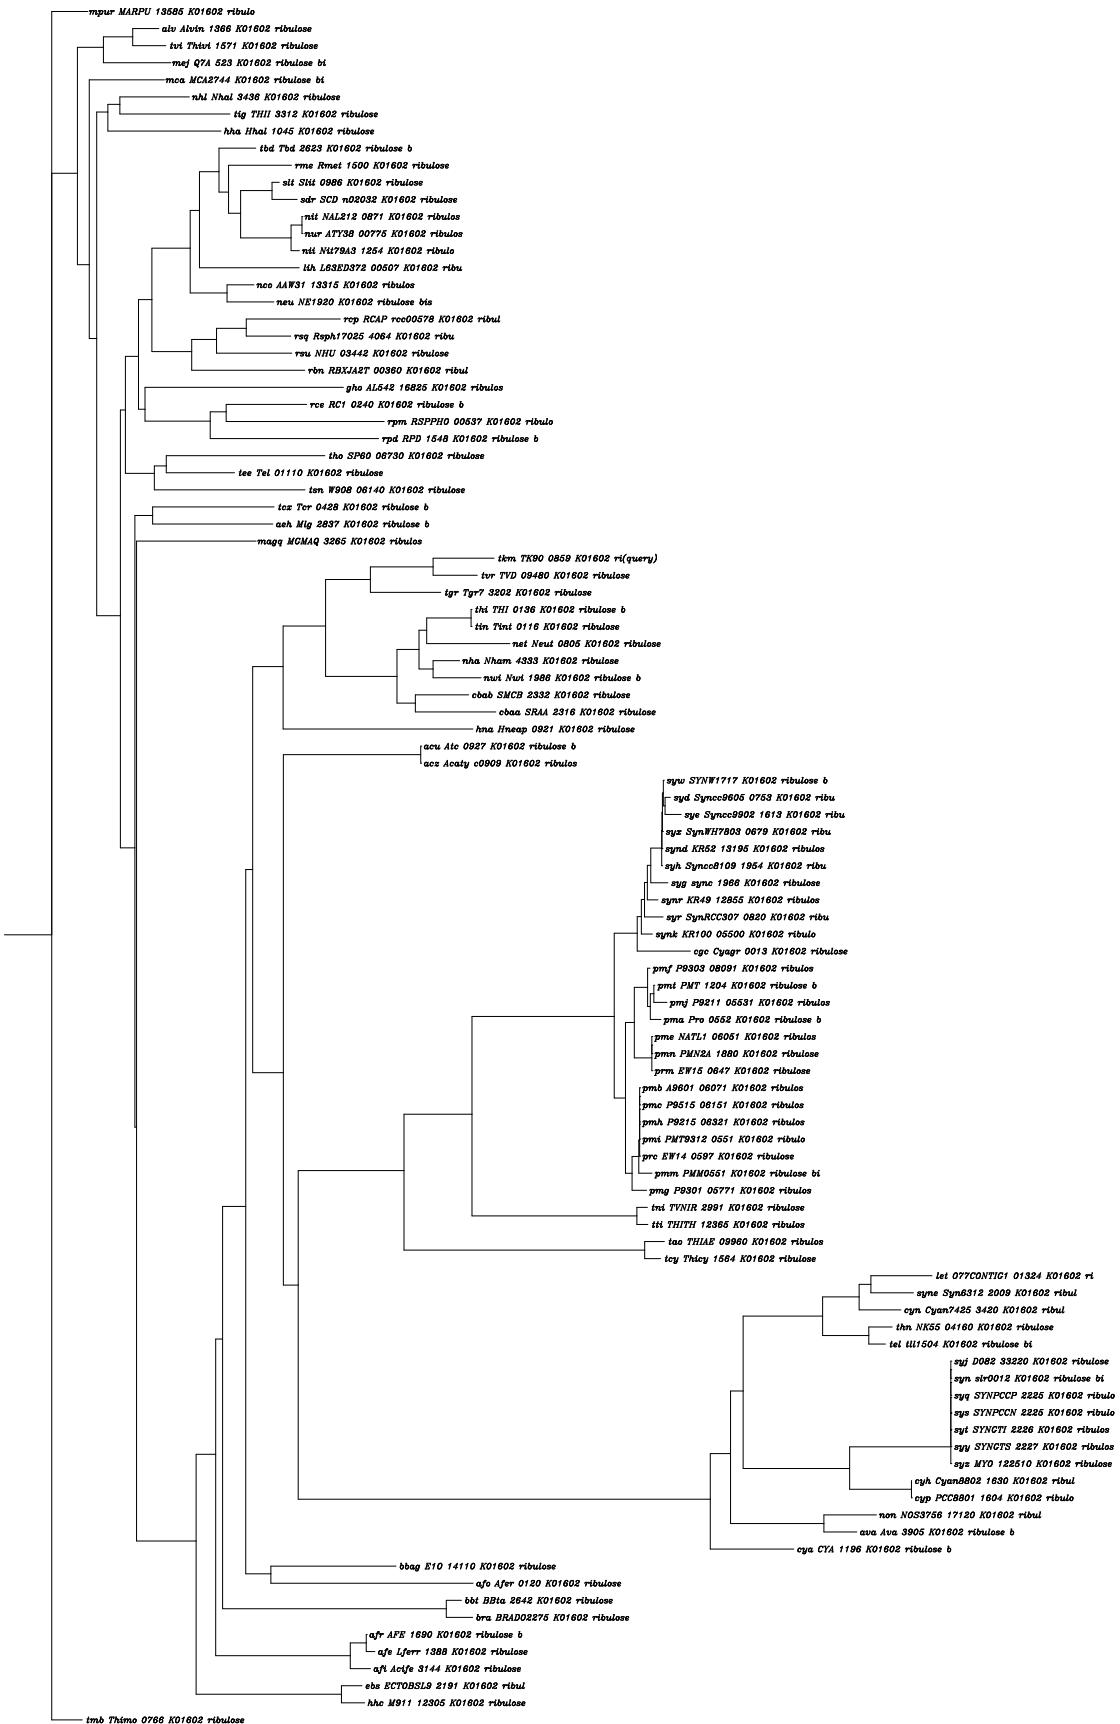 mpur MARPU 13585 K01602 ribulo
alv Alvin 1366 K01602 ribulose
tvi Thivi 1571 K01602 ribulose
mej Q7A 523 K01602 ribulose bi
mca MCA2744 K01602 ribulose bi
nhl Nhal 3436 K01602 ribulose
tig THII 3312 K01602 ribulose
hha Hhal 1045 K01602 ribulose
tbd Tbd 2623 K01602 ribulose b
rme Rmet 1500 K01602 ribulose
slt Slit 0986 K01602 ribulose
sdr SCD n02032 K01602 ribulose
nit NAL212 0871 K01602 ribulos
nur ATY38 00775 K01602 ribulos
nii Nit79A3 1254 K01602 ribulo
lih L63ED372 00507 K01602 ribu
nco AAW31 13315 K01602 ribulos
neu NE1920 K01602 ribulose bis
rcp RCAP rcc00578 K01602 ribul
rsq Rsph17025 4064 K01602 ribu
rsu NHU 03442 K01602 ribulose
rbn RBXJA2T 00360 K01602 ribul
gho AL542 16825 K01602 ribulos
rce RC1 0240 K01602 ribulose b
rpm RSPPHO 00537 K01602 ribulo
rpd RPD 1548 K01602 ribulose b
tho SP60 06730 K01602 ribulose
tee Tel 01110 K01602 ribulose
tsn W908 06140 K01602 ribulose
tcx Tcr 0428 K01602 ribulose b
aeh Mlg 2837 K01602 ribulose b
magq MGMAQ 3265 K01602 ribulos
tkm TK90 0859 K01602 ri(query)
tvr TVD 09480 K01602 ribulose
tgr Tgr7 3202 K01602 ribulose
thi THI 0136 K01602 ribulose b
tin Tint 0116 K01602 ribulose
net Neut 0805 K01602 ribulose
nha Nham 4333 K01602 ribulose
nwi Nwi 1986 K01602 ribulose b
cbab SMCB 2332 K01602 ribulose
cbaa SRAA 2316 K01602 ribulose
hna Hneap 0921 K01602 ribulose
acu Atc 0927 K01602 ribulose b
acz Acaty c0909 K01602 ribulos
syw SYNW1717 K01602 ribulose b
syd Syncc9605 0753 K01602 ribu
sye Syncc9902 1613 K01602 ribu
syx SynWH7803 0679 K01602 ribu
synd KR52 13195 K01602 ribulos
syh Syncc8109 1954 K01602 ribu
syg sync 1966 K01602 ribulose
synr KR49 12855 K01602 ribulos
syr SynRCC307 0820 K01602 ribu
synk KR100 05500 K01602 ribulo
cgc Cyagr 0013 K01602 ribulose
pmf P9303 08091 K01602 ribulos
pmt PMT 1204 K01602 ribulose b
pmj P9211 05531 K01602 ribulos
pma Pro 0552 K01602 ribulose b
pme NATL1 06051 K01602 ribulos
pmn PMN2A 1880 K01602 ribulose
prm EW15 0647 K01602 ribulose
pmb A9601 06071 K01602 ribulos
pmc P9515 06151 K01602 ribulos
pmh P9215 06321 K01602 ribulos
pmi PMT9312 0551 K01602 ribulo
prc EW14 0597 K01602 ribulose
pmm PMM0551 K01602 ribulose bi
pmg P9301 05771 K01602 ribulos
tni TVNIR 2991 K01602 ribulose
tti THITH 12365 K01602 ribulos
tao THIAE 09960 K01602 ribulos
tcy Thicy 1564 K01602 ribulose
let O77CONTIG1 01324 K01602 ri
syne Syn6312 2009 K01602 ribul
cyn Cyan7425 3420 K01602 ribul
thn NK55 04160 K01602 ribulose
tel tll1504 K01602 ribulose bi
syj D082 33220 K01602 ribulose
syn slr0012 K01602 ribulose bi
syq SYNPCCP 2225 K01602 ribulo
sys SYNPCCN 2225 K01602 ribulo
syt SYNGTI 2226 K01602 ribulos
syy SYNGTS 2227 K01602 ribulos
syz MYO 122510 K01602 ribulose
cyh Cyan8802 1630 K01602 ribul
cyp PCC8801 1604 K01602 ribulo
non NOS3756 17120 K01602 ribul
ava Ava 3905 K01602 ribulose b
cya CYA 1196 K01602 ribulose b
bbag E1O 14110 K01602 ribulose
afo Afer 0120 K01602 ribulose
bbt BBta 2642 K01602 ribulose
bra BRADO2275 K01602 ribulose
afr AFE 1690 K01602 ribulose b
afe Lferr 1388 K01602 ribulose
afi Acife 3144 K01602 ribulose
ebs ECTOBSL9 2191 K01602 ribul
hhc M911 12305 K01602 ribulose
tmb Thimo 0766 K01602 ribulose